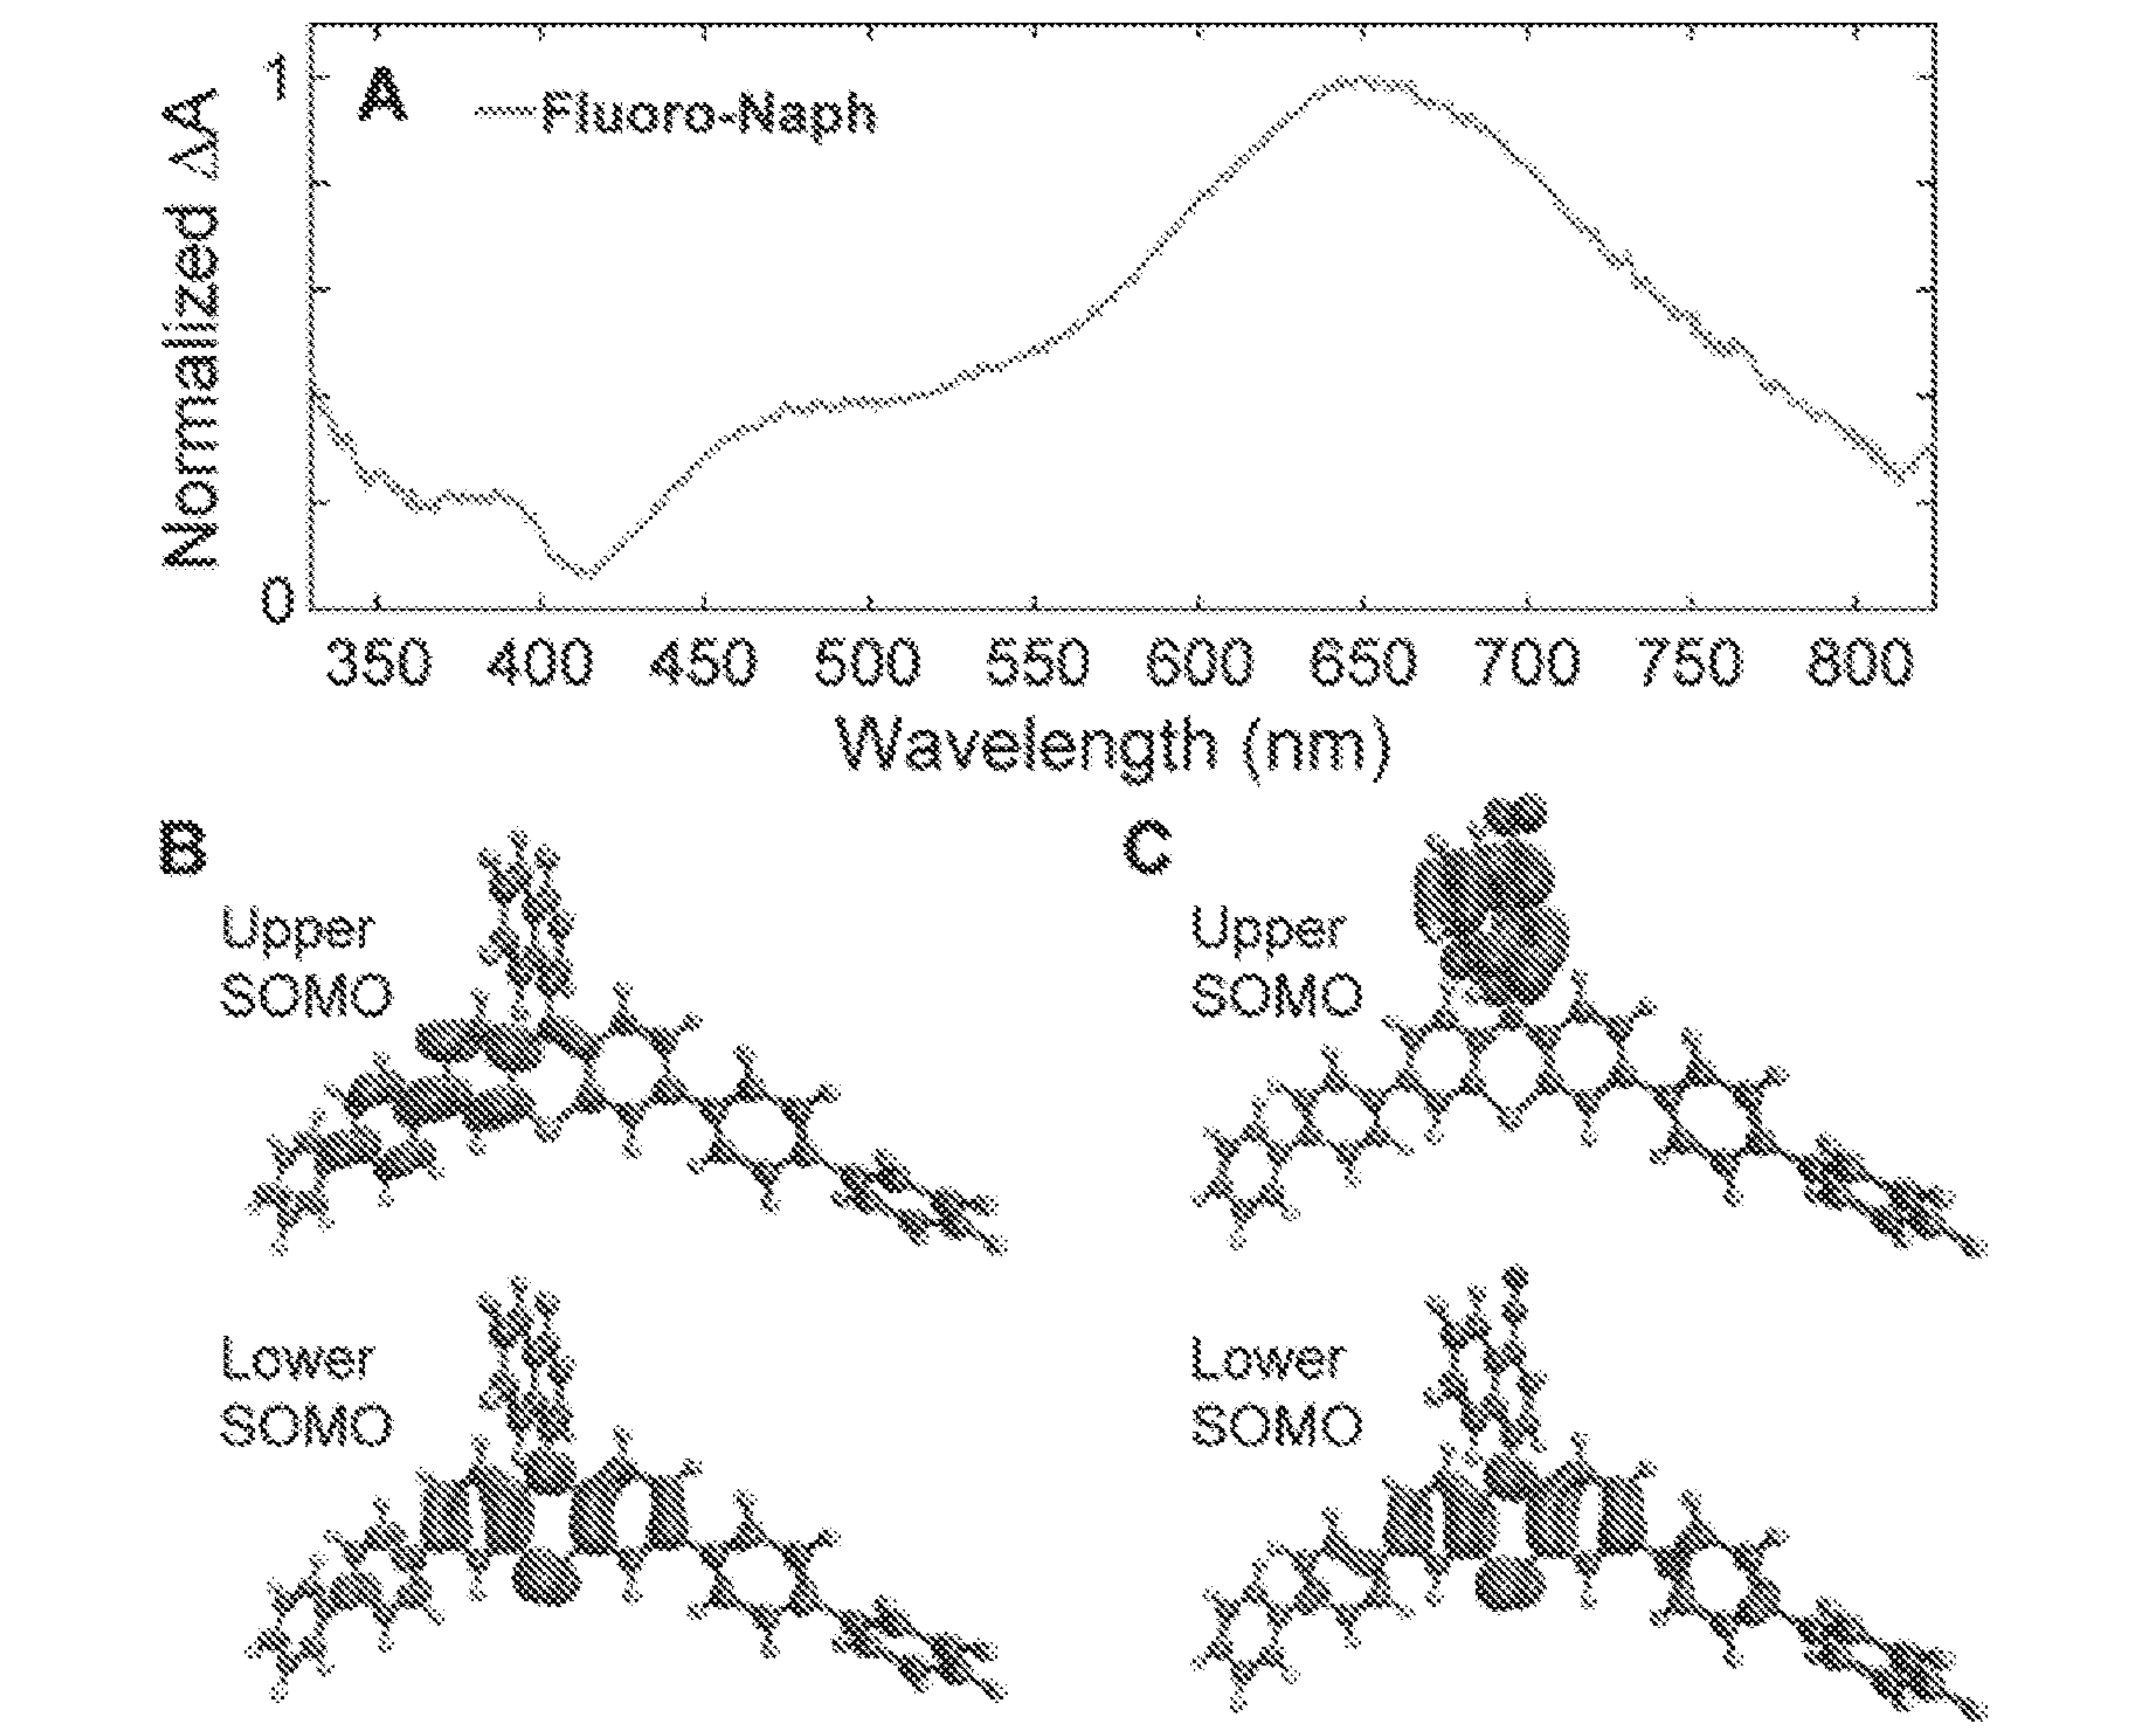 A Fluoro-Naph
Normalized ΔA
1
0
350 400 450 500 550 600 650 700 750 800
Wavelength (nm)
B
Upper
SOMO
Lower
SOMO
C
Upper
SOMO
Lower
SOMO